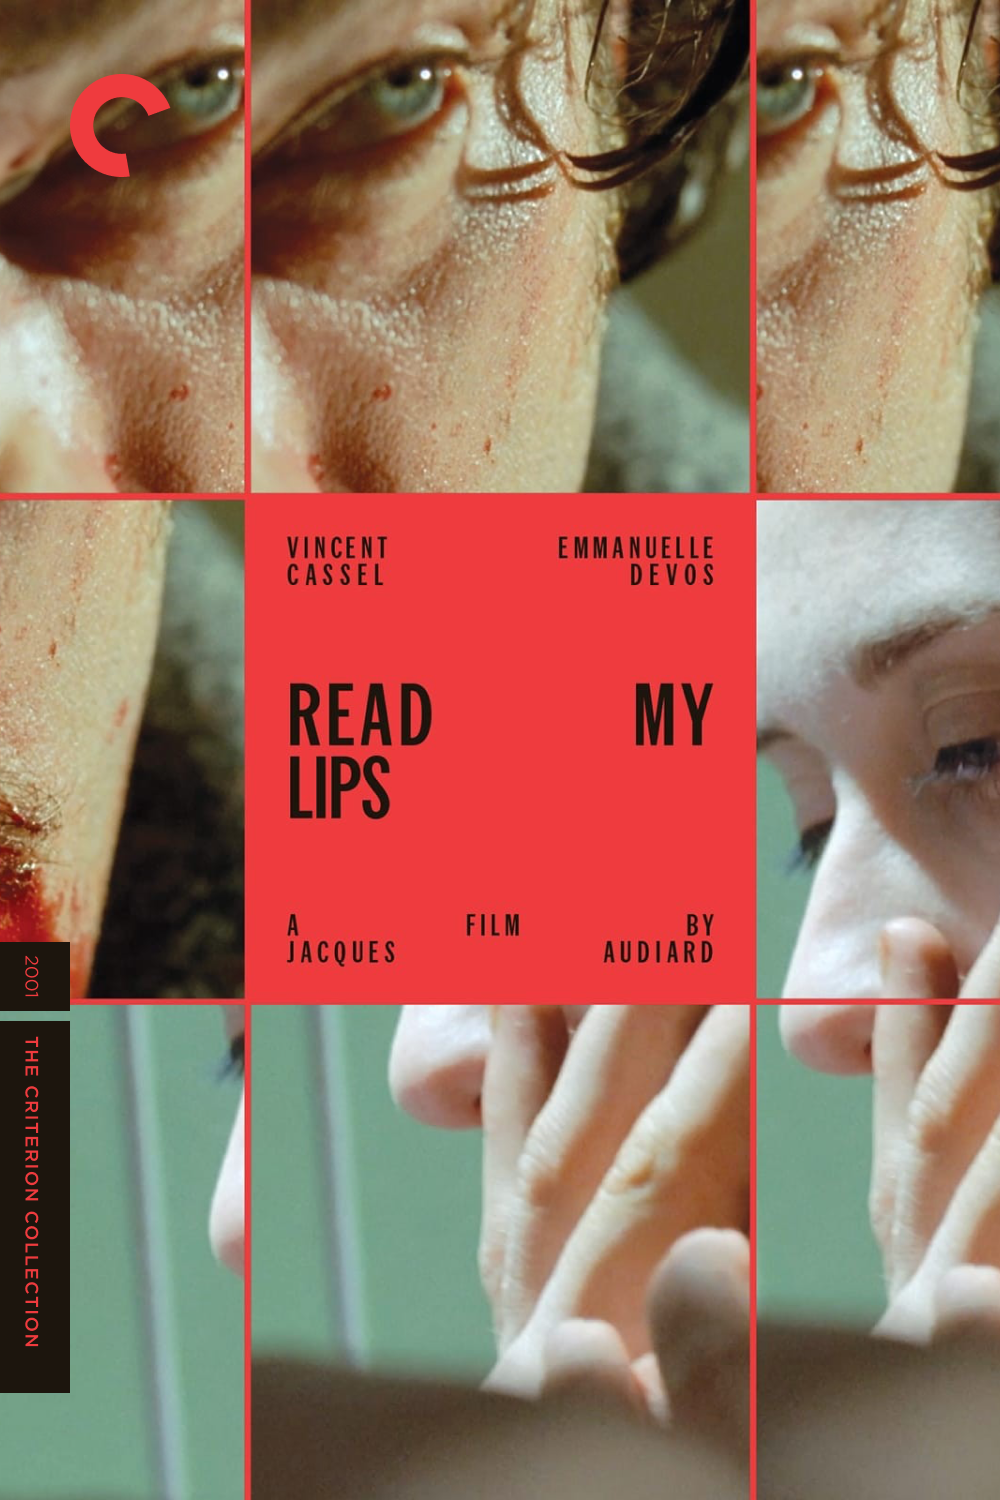 VINCENT EMMANUELLE
CASSEL DEVOS
READ MY
LIPS
A FILM BY
JACQUES AUDIARD
2001
THE CRITERION COLLECTION